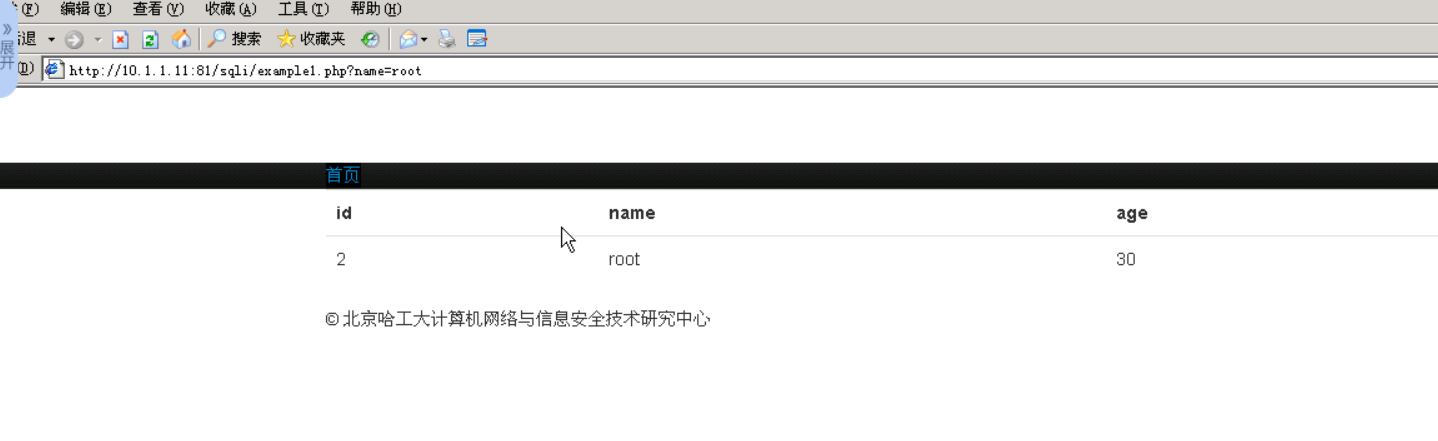 (F) 编辑(E) 查看(V) 收藏(A) 工具(T) 帮助(H)
» 展开
退 搜索 收藏夹
(D) http://10.1.1.11:81/sqli/example1.php?name=root
首页
id name age
2 root 30
© 北京哈工大计算机网络与信息安全技术研究中心